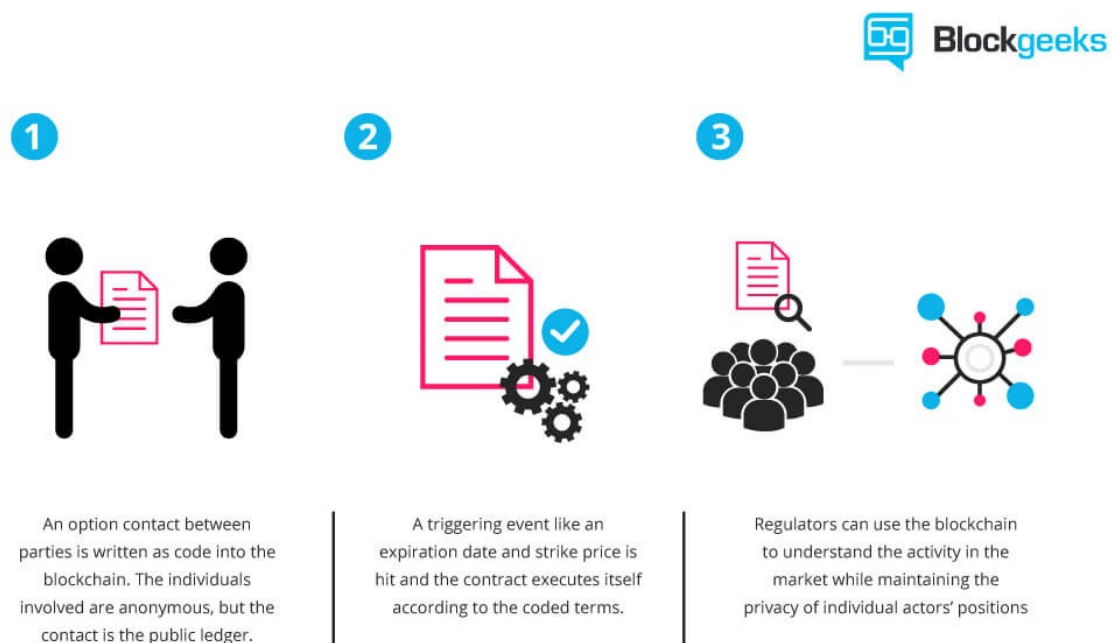 Blockgeeks
1
2
3
An option contact between
parties is written as code into the
blockchain. The individuals
involved are anonymous, but the
contact is the public ledger.
A triggering event like an
expiration date and strike price is
hit and the contract executes itself
according to the coded terms.
Regulators can use the blockchain
to understand the activity in the
market while maintaining the
privacy of individual actors’ positions